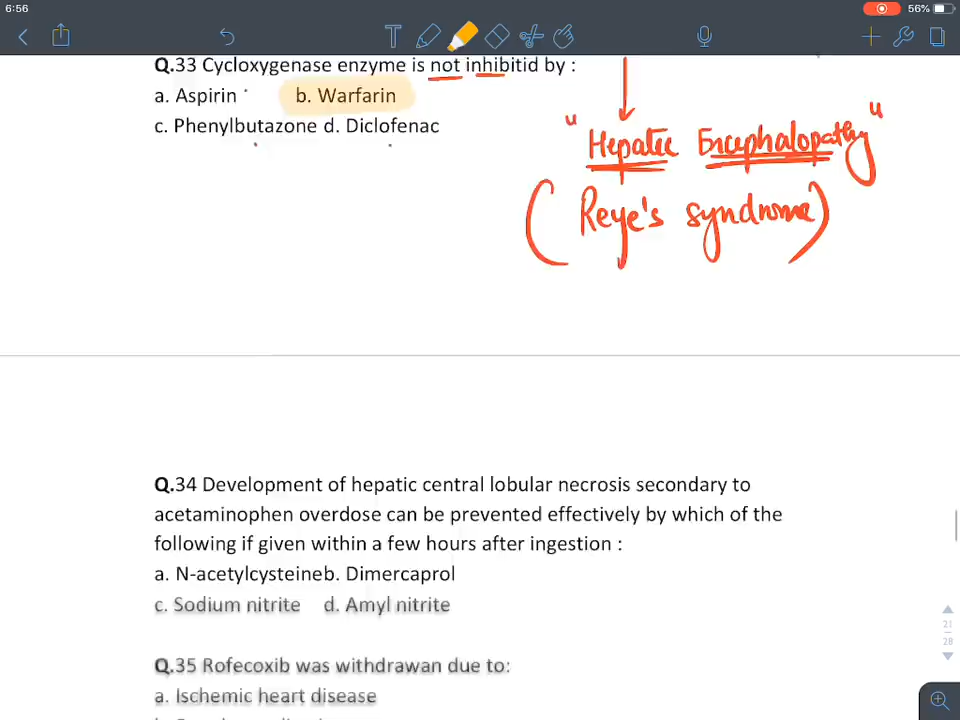 6:56
56%
T
Q.33 Cycloxygenase enzyme is not inhibitid by :
a. Aspirin b. Warfarin
c. Phenylbutazone d. Diclofenac
"Hepatic Encephalopathy"
(Reye's syndrome)
Q.34 Development of hepatic central lobular necrosis secondary to
acetaminophen overdose can be prevented effectively by which of the
following if given within a few hours after ingestion :
a. N-acetylcysteineb. Dimercaprol
c. Sodium nitrite d. Amyl nitrite
21
28
Q.35 Rofecoxib was withdrawan due to:
a. Ischemic heart disease